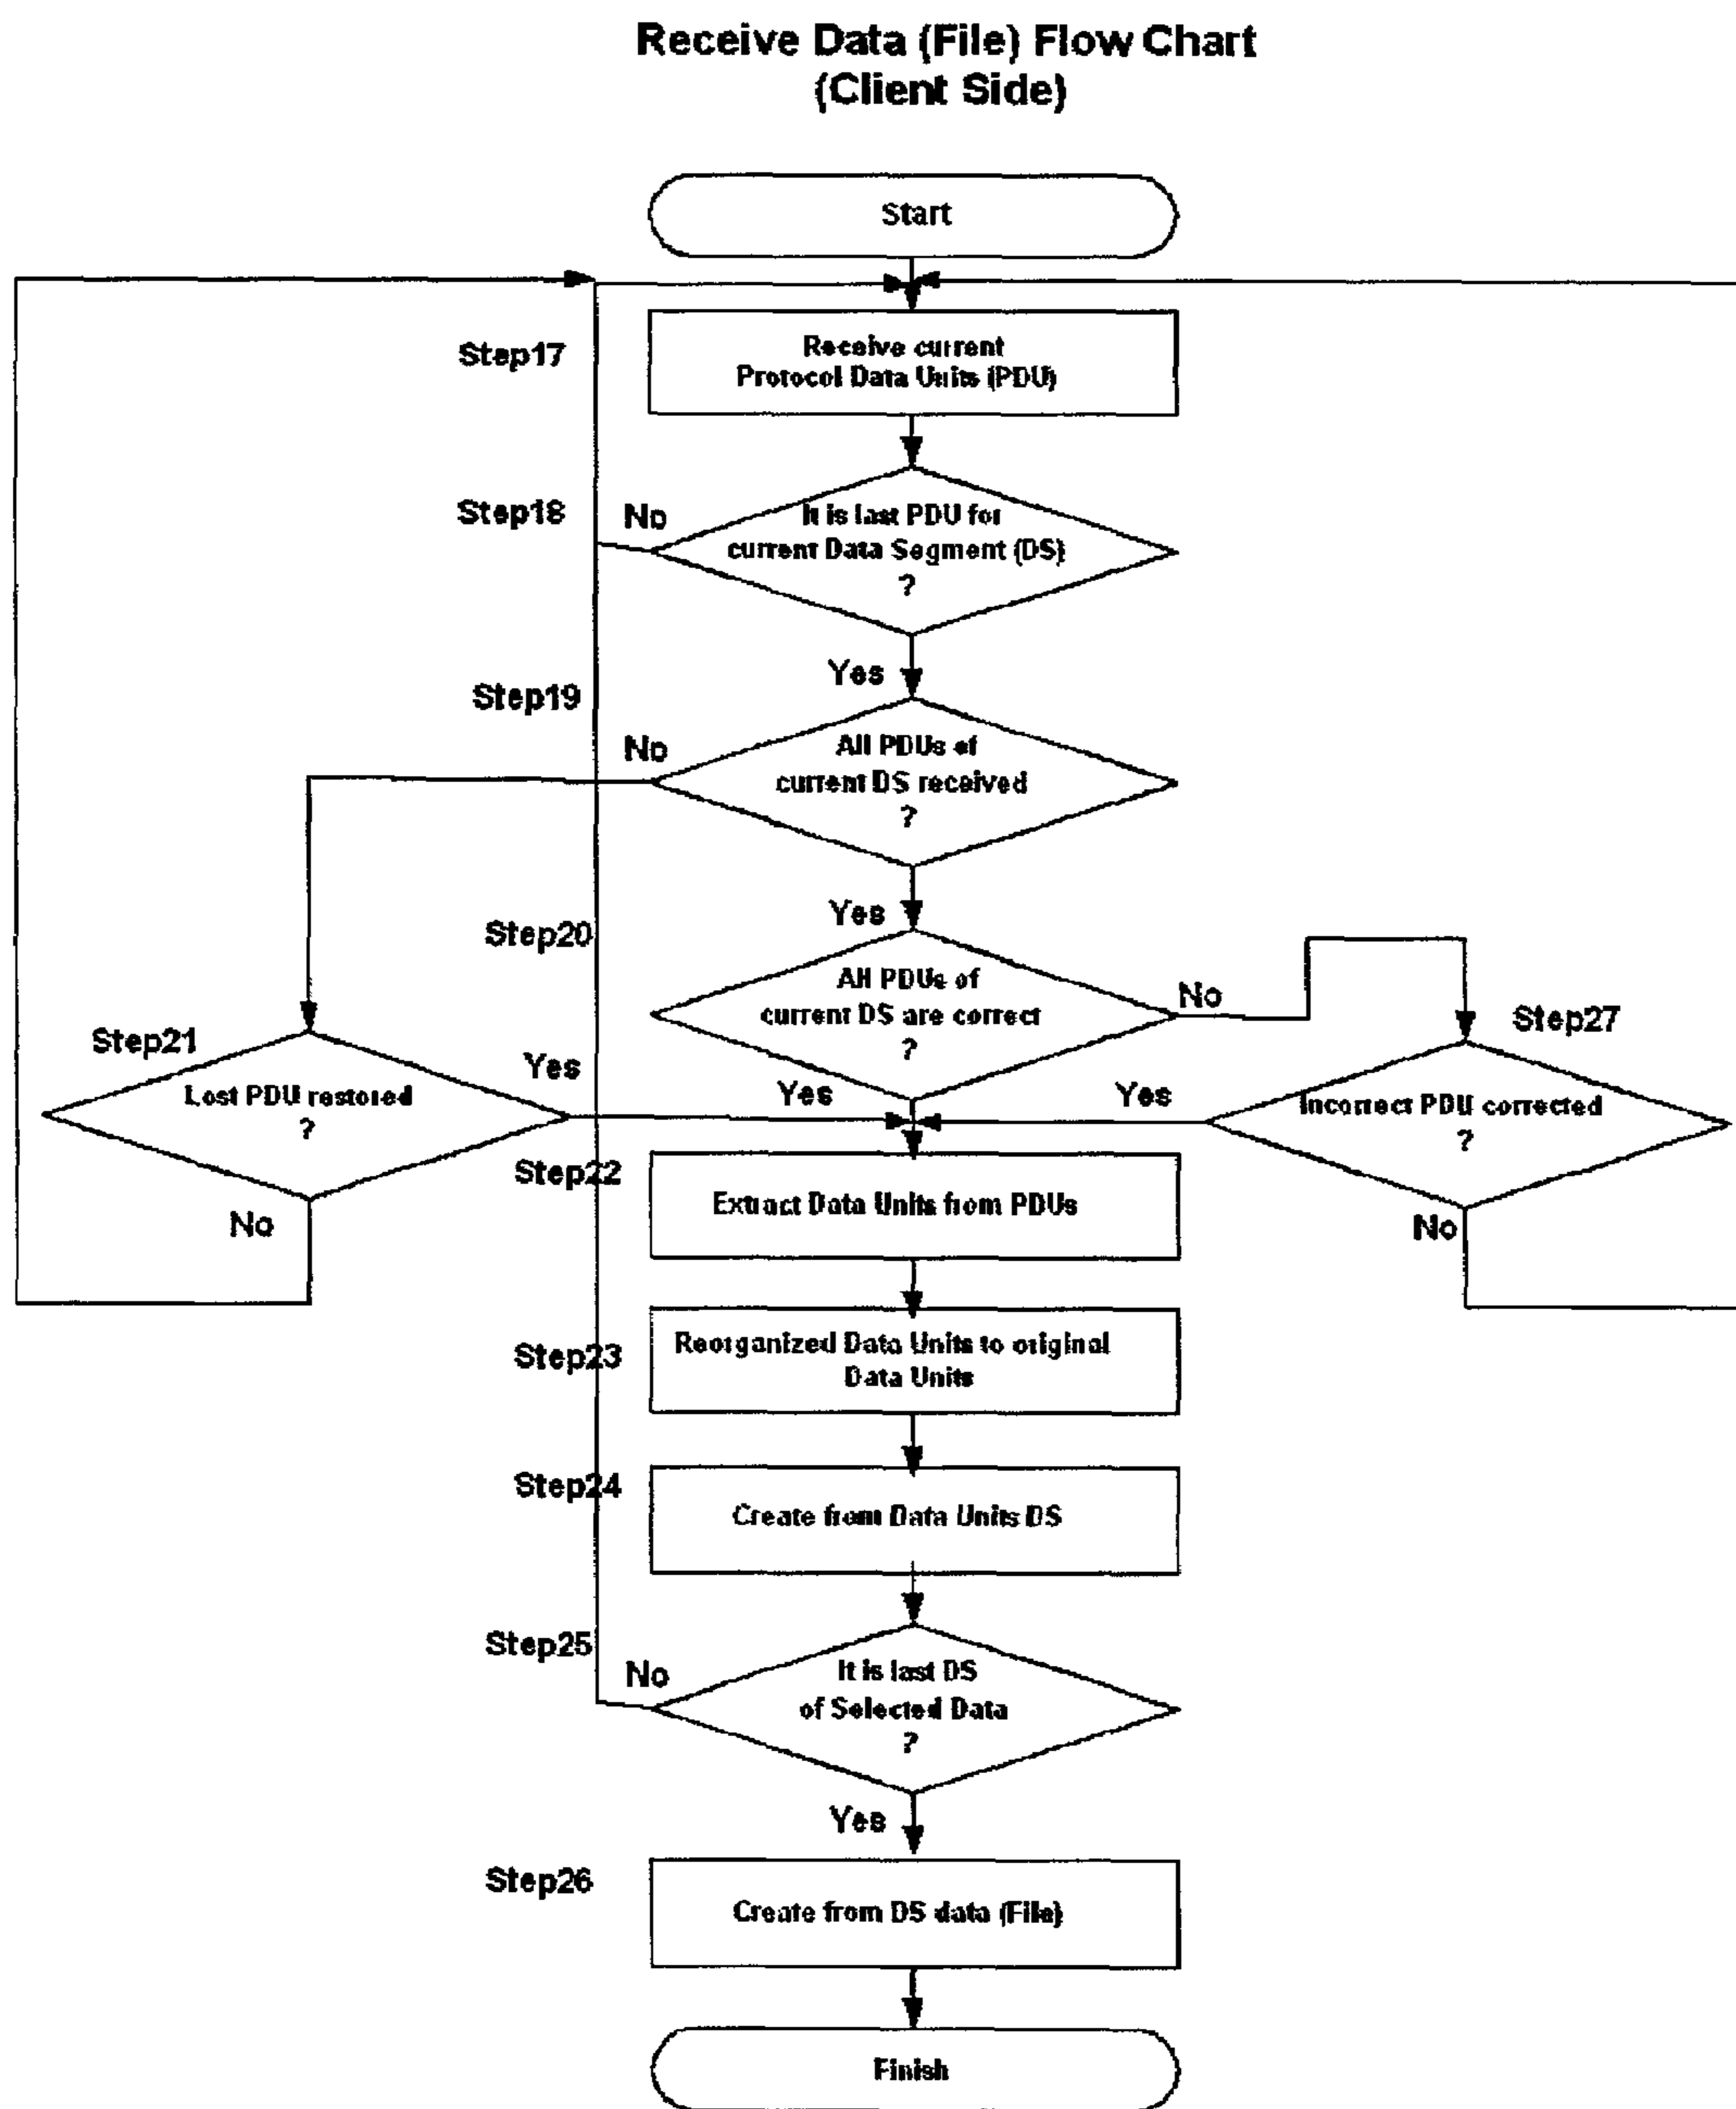 Receive Data (File) Flow Chart
(Client Side)
Start
Step17
Receive current
Protocol Data Units (PDU)
Step18
No
It is last PDU for
current Data Segment (DS)
?
Yes
Step19
No
All PDUs of
current DS received
?
Yes
Step20
All PDUs of
current DS are correct
?
No
Step27
Step21
Lost PDU restored
?
Yes
Yes
Yes
Incorrect PDU corrected
?
No
No
Step22
Extract Data Units from PDUs
Step23
Reorganized Data Units to original
Data Units
Step24
Create from Data Units DS
Step25
No
It is last DS
of Selected Data
?
Yes
Step26
Create from DS data (File)
Finish